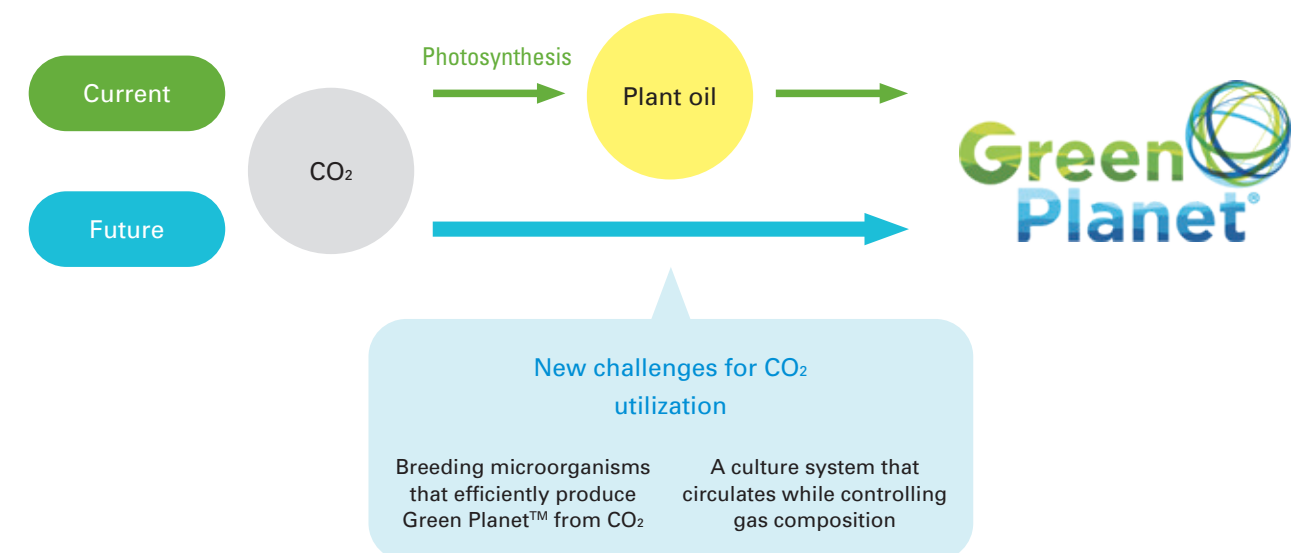 Current
Photosynthesis
Plant oil
CO₂
Future
Green
Planet®
New challenges for CO₂
utilization
Breeding microorganisms
that efficiently produce
Green Planet™ from CO₂
A culture system that
circulates while controlling
gas composition